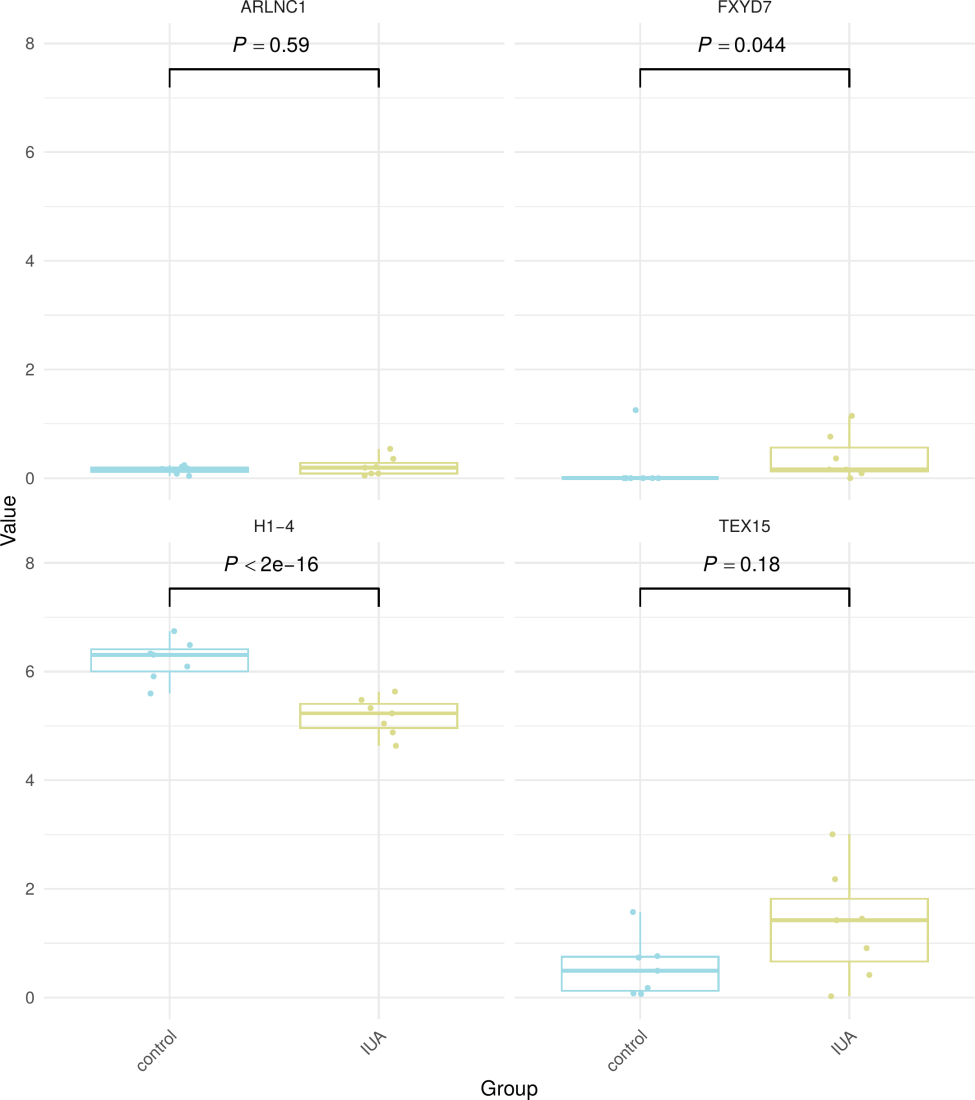 ARLNC1
FXYD7
P = 0.59
P = 0.044
8
6
4
2
0
H1−4
TEX15
P < 2e−16
P = 0.18
8
6
4
2
0
Value
control
IUA
control
IUA
Group